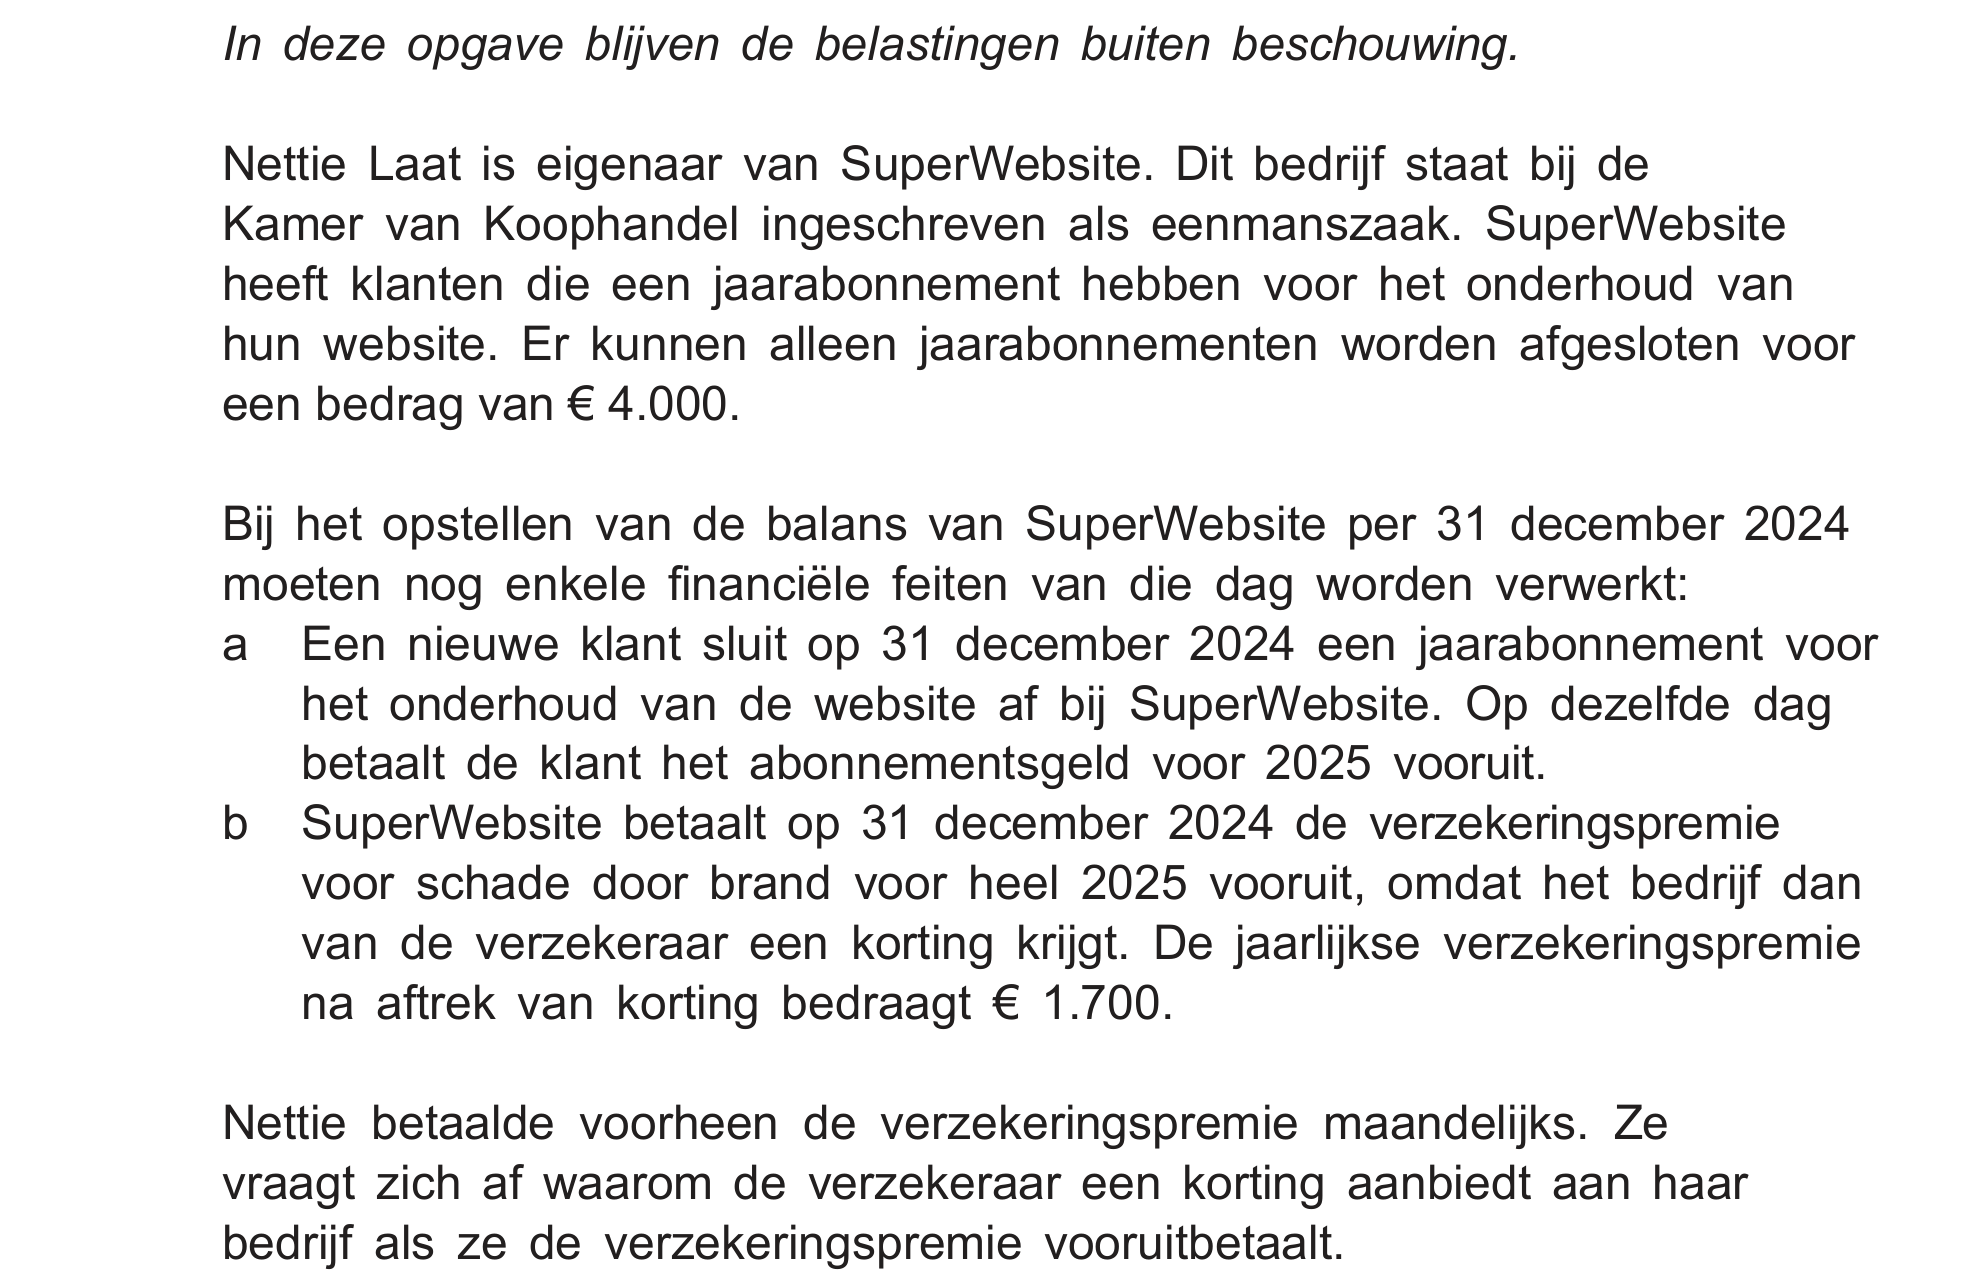 In deze opgave blijven de belastingen buiten beschouwing.
Nettie Laat is eigenaar van SuperWebsite. Dit bedrijf staat bij de
Kamer van Koophandel ingeschreven als eenmanszaak. SuperWebsite
heeft klanten die een jaarabonnement hebben voor het onderhoud van
hun website. Er kunnen alleen jaarabonnementen worden afgesloten voor
een bedrag van € 4.000.
Bij het opstellen van de balans van SuperWebsite per 31 december 2024
moeten nog enkele financiële feiten van die dag worden verwerkt:
a Een nieuwe klant sluit op 31 december 2024 een jaarabonnement voor
het onderhoud van de website af bij SuperWebsite. Op dezelfde dag
betaalt de klant het abonnementsgeld voor 2025 vooruit.
b SuperWebsite betaalt op 31 december 2024 de verzekeringspremie
voor schade door brand voor heel 2025 vooruit, omdat het bedrijf dan
van de verzekeraar een korting krijgt. De jaarlijkse verzekeringspremie
na aftrek van korting bedraagt € 1.700.
Nettie betaalde voorheen de verzekeringspremie maandelijks. Ze
vraagt zich af waarom de verzekeraar een korting aanbiedt aan haar
bedrijf als ze de verzekeringspremie vooruitbetaalt.